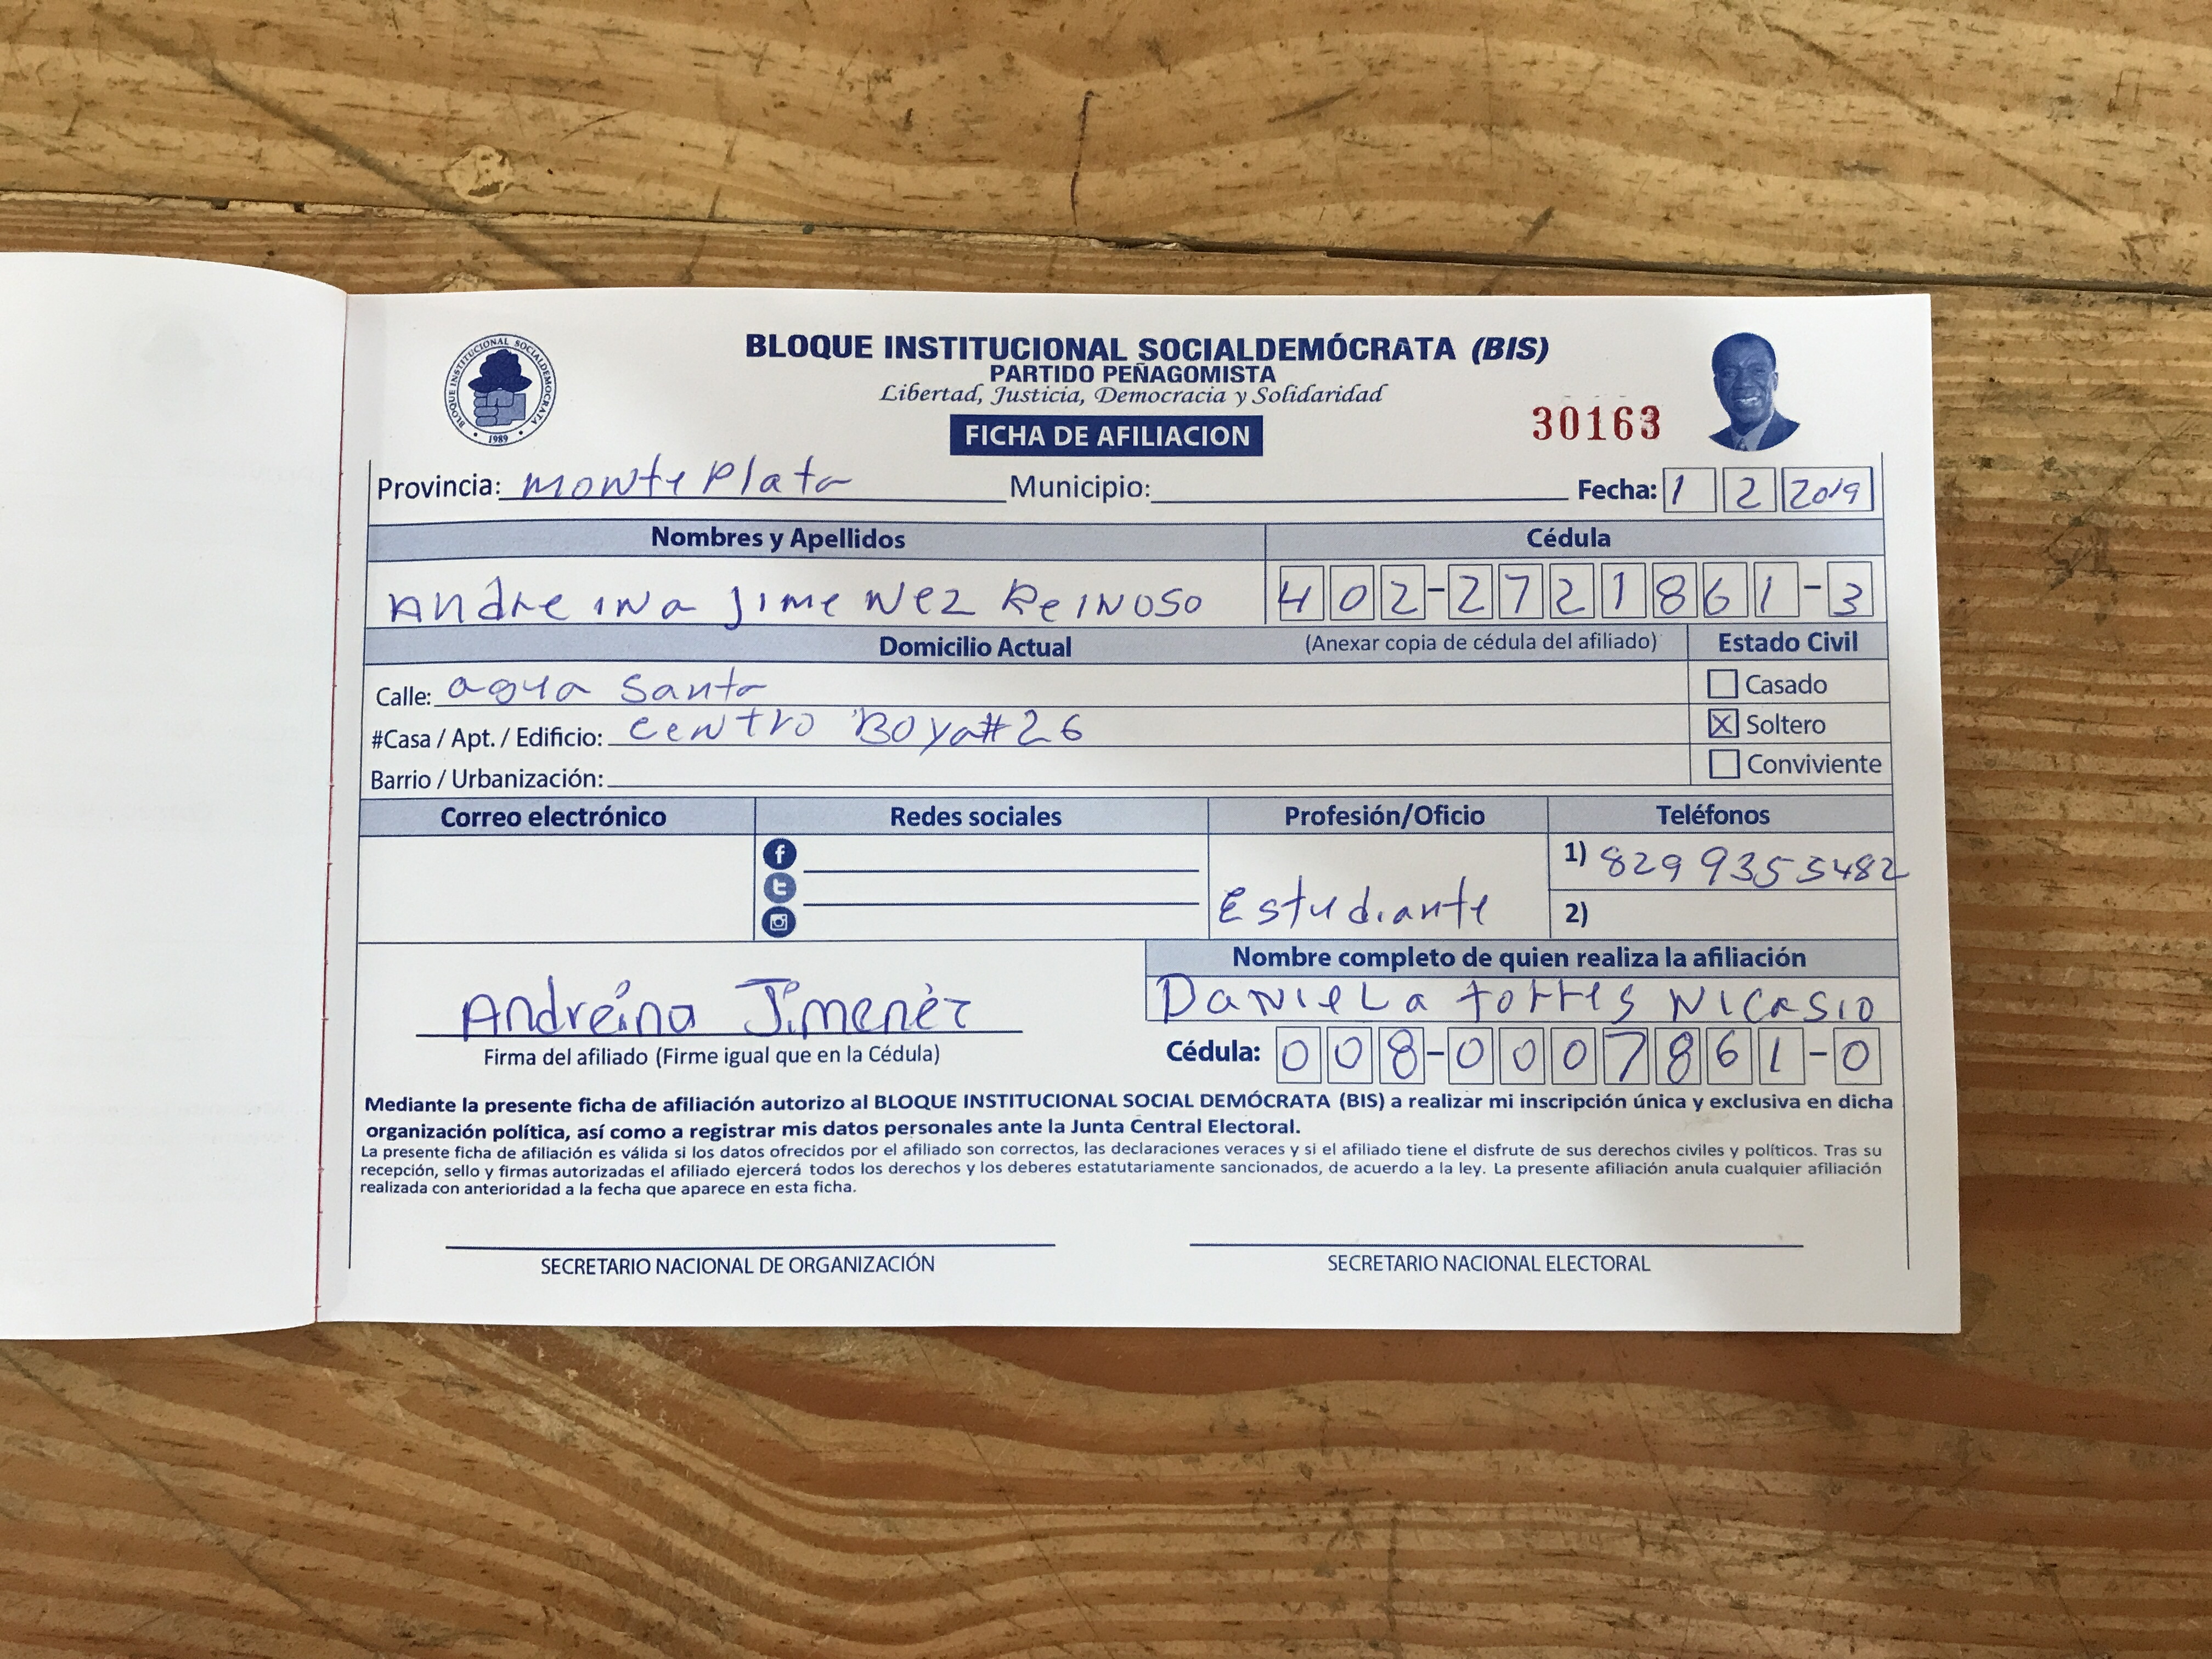 BLOQUE INSTITUCIONAL SOCIALDEMÓCRATA (BIS)
PARTIDO PEÑAGOMISTA
Libertad, Justicia, Democracia y Solidaridad
BLOQUE INSTITUCIONAL SOCIALDEMOCRATA
1989
FICHA DE AFILIACION
30163
Provincia: Monte Plata Municipio: Fecha: 1 2 2019
Nombres y Apellidos Cédula
Andreina Jimenez Reinoso 402-2721861-3
Domicilio Actual (Anexar copia de cédula del afiliado) Estado Civil
Calle: agua Santa
Casado
#Casa / Apt. / Edificio: Centro Boya #26
X Soltero
Barrio / Urbanización:
Conviviente
Correo electrónico Redes sociales Profesión/Oficio Teléfonos
1) 829 9355482
Estudiante
2)
Nombre completo de quien realiza la afiliación
Andreína Jimenèz
Daniela Torres Nicasio
Firma del afiliado (Firme igual que en la Cédula)
Cédula: 008-0007861-0
Mediante la presente ficha de afiliación autorizo al BLOQUE INSTITUCIONAL SOCIAL DEMÓCRATA (BIS) a realizar mi inscripción única y exclusiva en dicha
organización política, así como a registrar mis datos personales ante la Junta Central Electoral.
La presente ficha de afiliación es válida si los datos ofrecidos por el afiliado son correctos, las declaraciones veraces y si el afiliado tiene el disfrute de sus derechos civiles y políticos. Tras su
recepción, sello y firmas autorizadas el afiliado ejercerá todos los derechos y los deberes estatutariamente sancionados, de acuerdo a la ley. La presente afiliación anula cualquier afiliación
realizada con anterioridad a la fecha que aparece en esta ficha.
SECRETARIO NACIONAL DE ORGANIZACIÓN SECRETARIO NACIONAL ELECTORAL